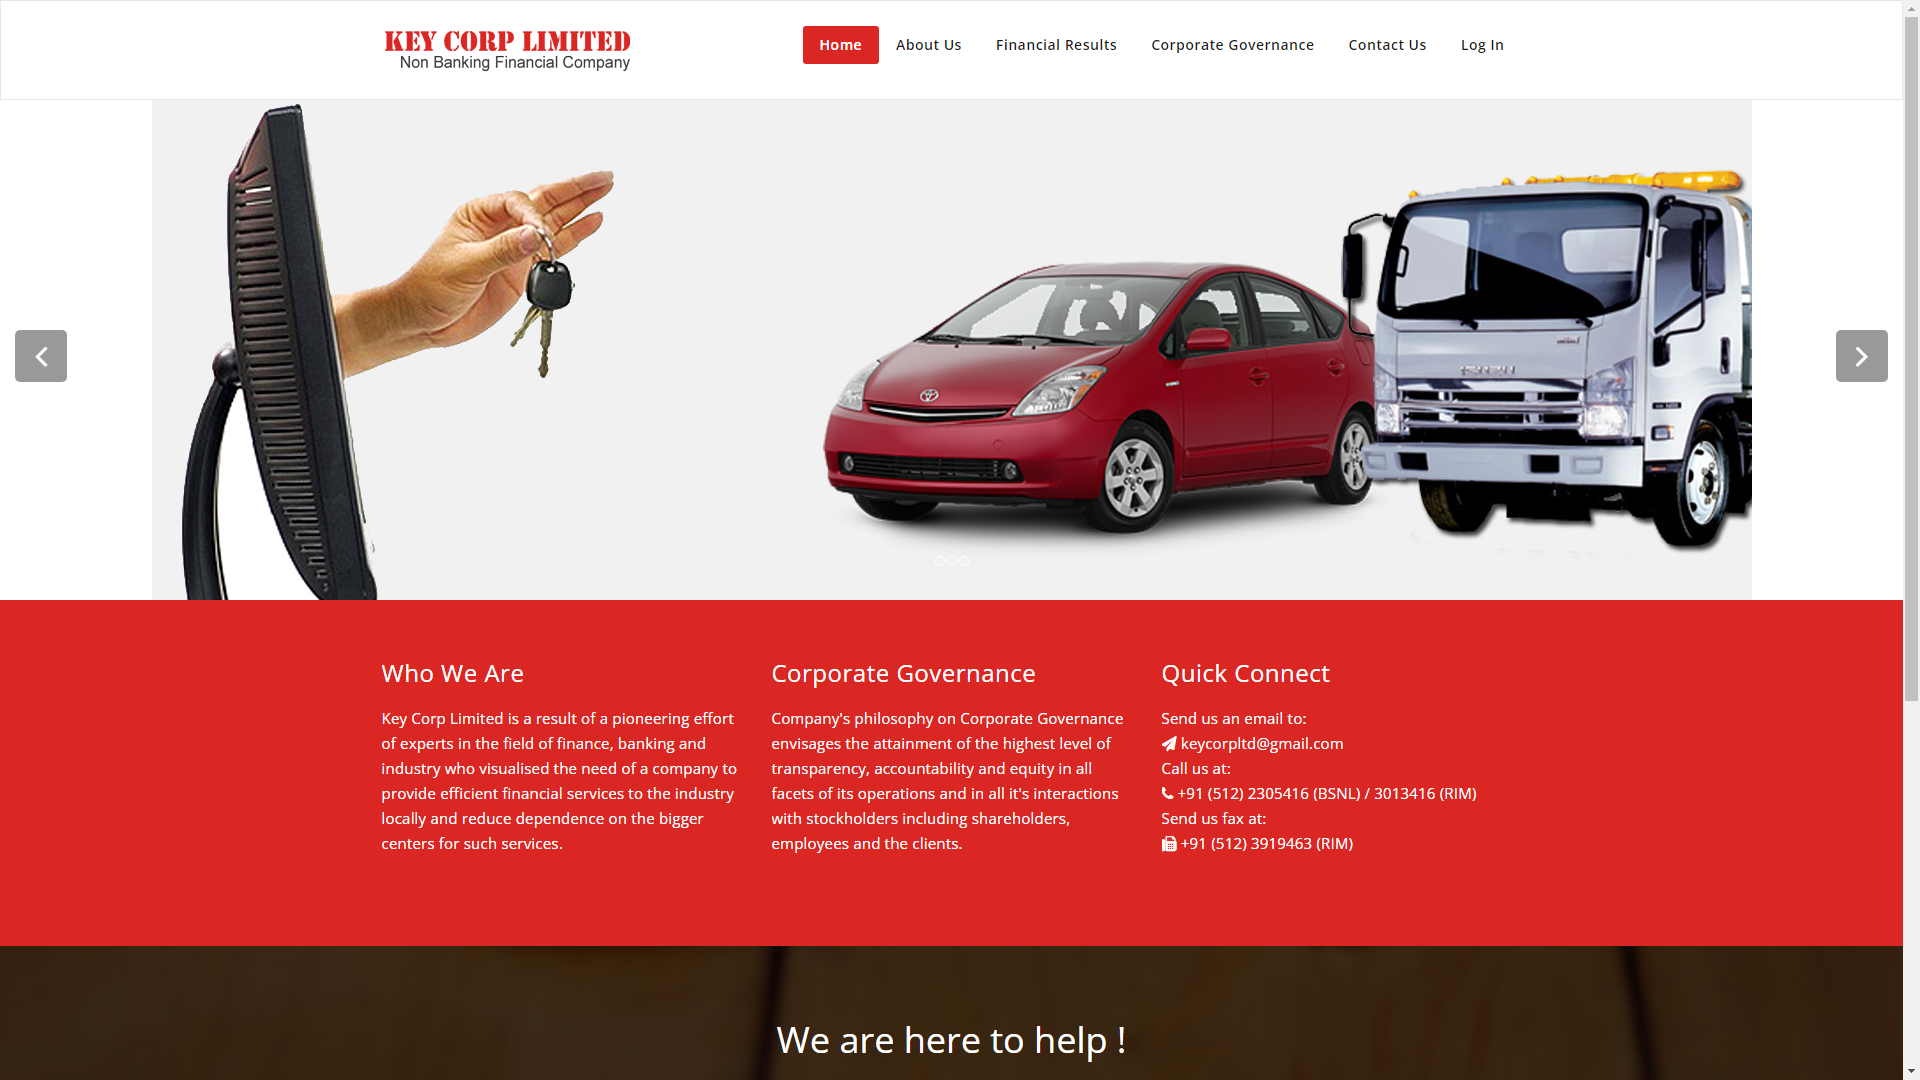 KEY CORP LIMITED
Non Banking Financial Company
Home
About Us
Financial Results
Corporate Governance
Contact Us
Log In
ISUZU
Who We Are
Key Corp Limited is a result of a pioneering effort
of experts in the field of finance, banking and
industry who visualised the need of a company to
provide efficient financial services to the industry
locally and reduce dependence on the bigger
centers for such services.
Corporate Governance
Company's philosophy on Corporate Governance
envisages the attainment of the highest level of
transparency, accountability and equity in all
facets of its operations and in all it's interactions
with stockholders including shareholders,
employees and the clients.
Quick Connect
Send us an email to:
keycorpltd@gmail.com
Call us at:
+91 (512) 2305416 (BSNL) / 3013416 (RIM)
Send us fax at:
+91 (512) 3919463 (RIM)
We are here to help !